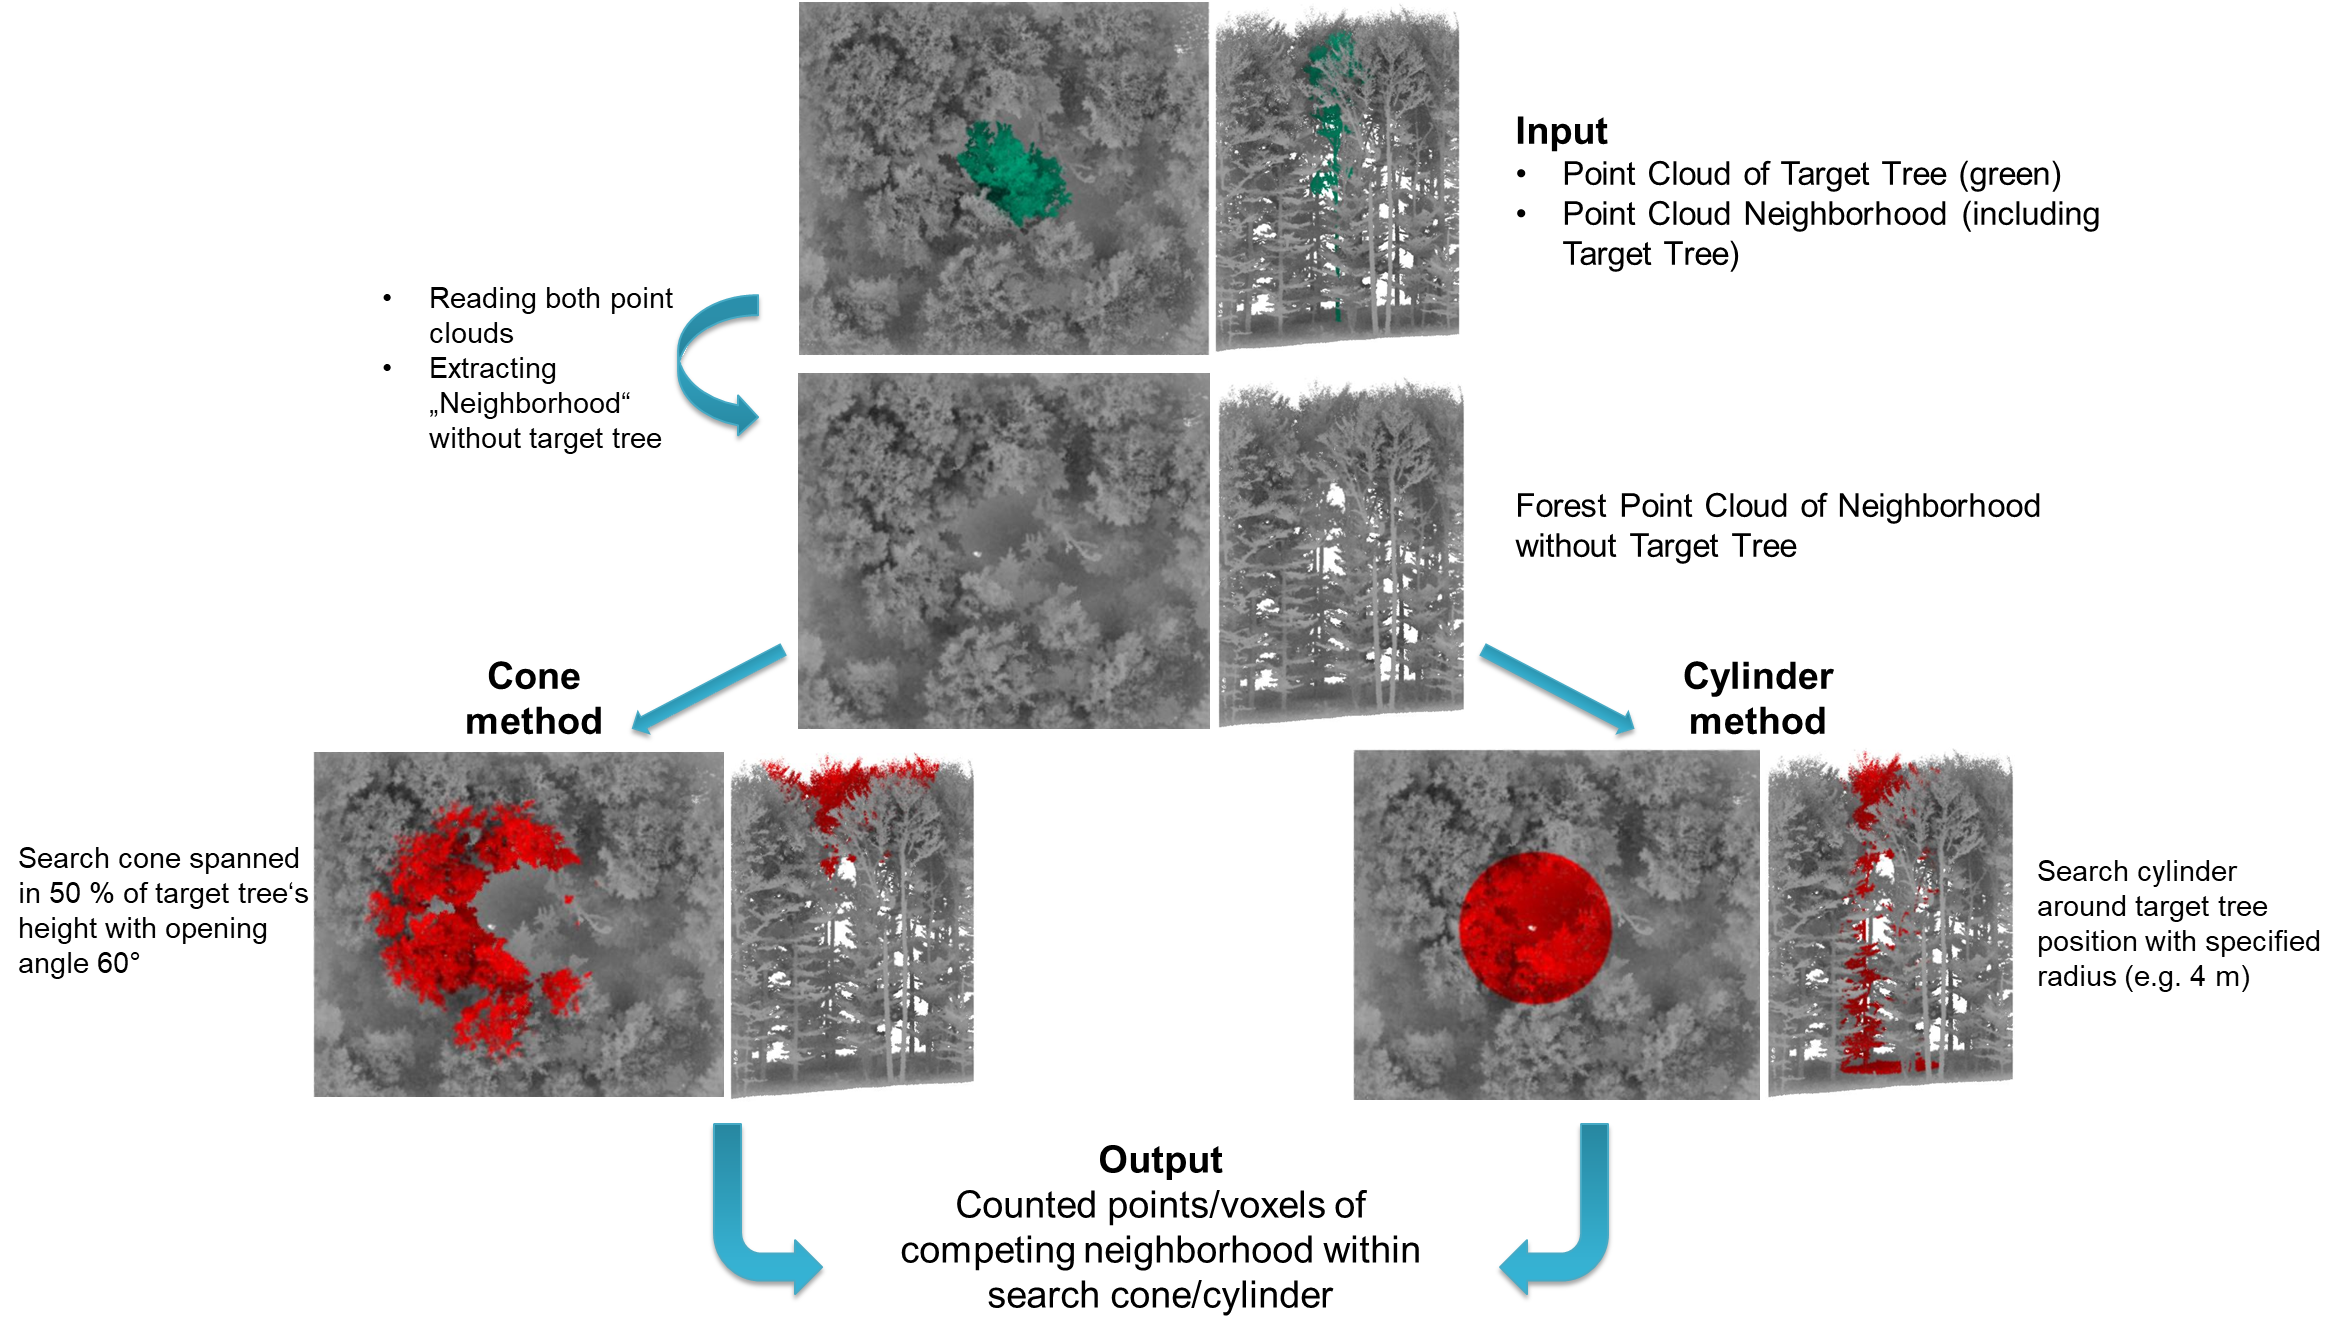 Input
• Point Cloud of Target Tree (green)
• Point Cloud Neighborhood (including
Target Tree)
• Reading both point
clouds
• Extracting
„Neighborhood“
without target tree
Forest Point Cloud of Neighborhood
without Target Tree
Cone
method
Cylinder
method
Search cone spanned
in 50 % of target tree‘s
height with opening
angle 60°
Search cylinder
around target tree
position with specified
radius (e.g. 4 m)
Output
Counted points/voxels of
competing neighborhood within
search cone/cylinder